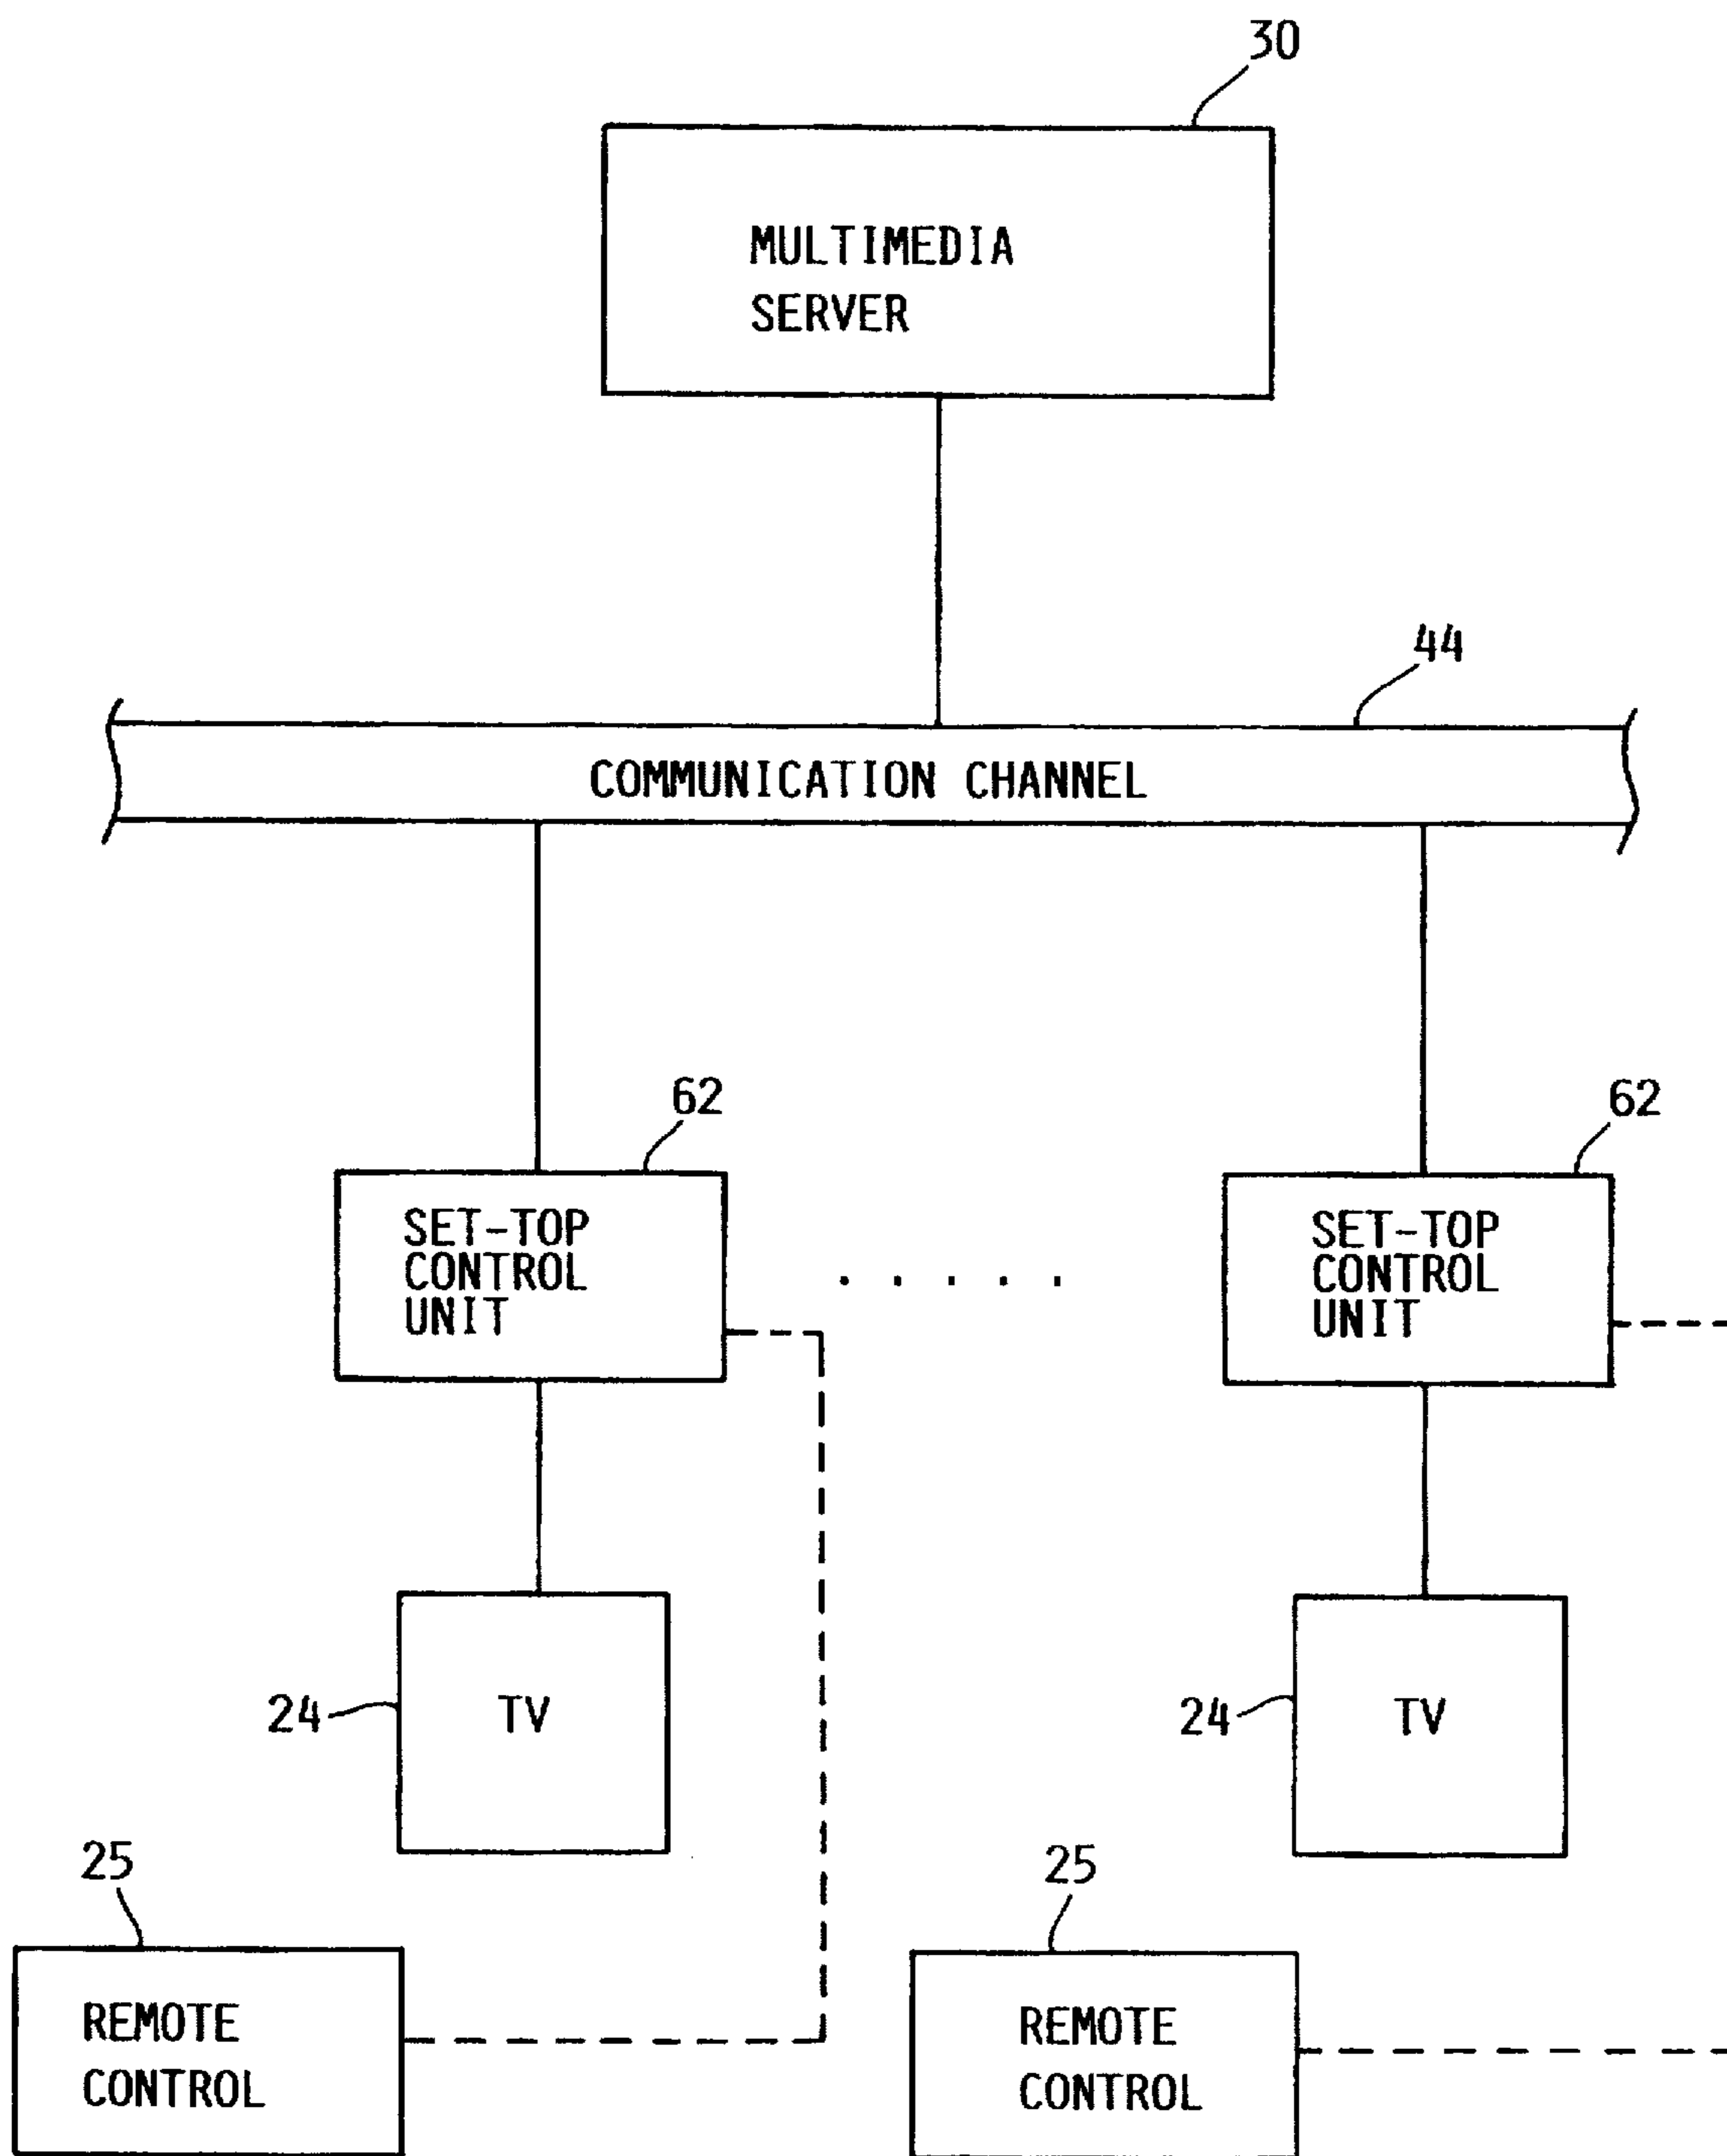 30
MULTIMEDIA
SERVER
44
COMMUNICATION CHANNEL
62
62
SET-TOP
CONTROL
UNIT
. . . . .
SET-TOP
CONTROL
UNIT
24
TV
24
TV
25
25
REMOTE
CONTROL
REMOTE
CONTROL